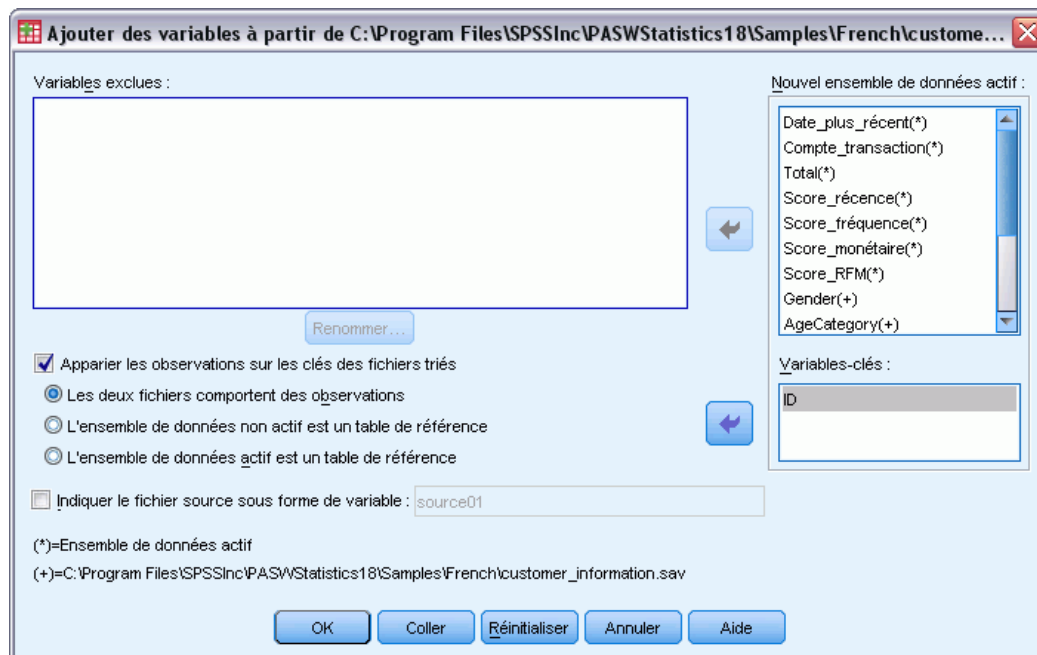 Ajouter des variables à partir de C:\Program Files\SPSSInc\PASWStatistics18\Samples\French\custome...
Variables exclues :
Renommer...
Nouvel ensemble de données actif :
Date_plus_récent(*)
Compte_transaction(*)
Total(*)
Score_récence(*)
Score_fréquence(*)
Score_monétaire(*)
Score_RFM(*)
Gender(+)
AgeCategory(+)
Apparier les observations sur les clés des fichiers triés
Les deux fichiers comportent des observations
L'ensemble de données non actif est un table de référence
L'ensemble de données actif est un table de référence
Variables-clés :
ID
Indiquer le fichier source sous forme de variable : source01
(*)=Ensemble de données actif
(+)=C:\Program Files\SPSSInc\PASWStatistics18\Samples\French\customer_information.sav
OK Coller Réinitialiser Annuler Aide